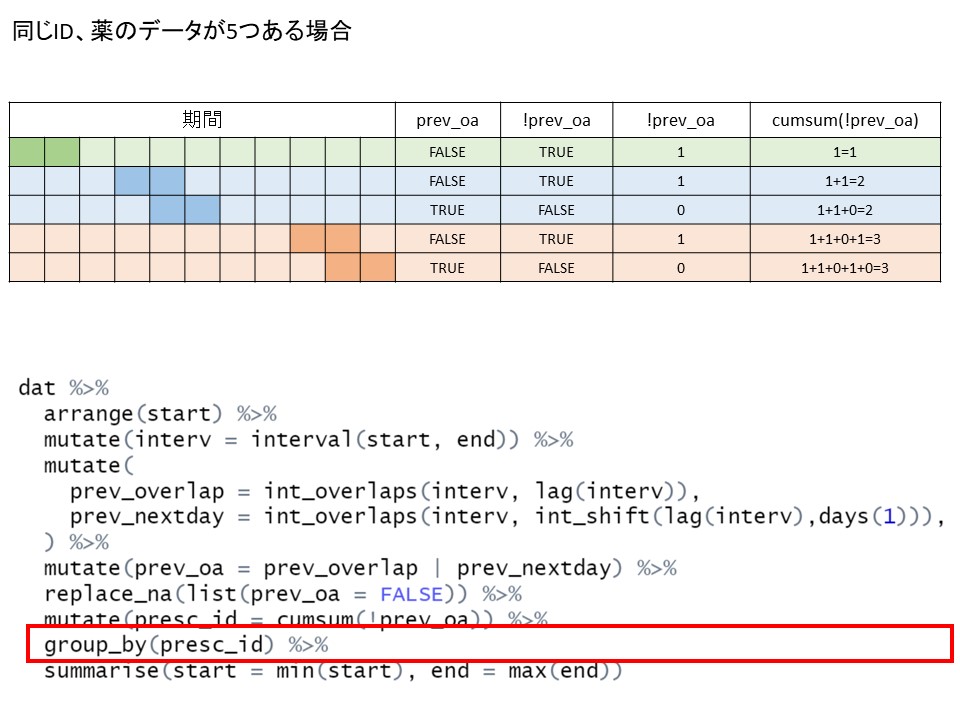 同じID、薬のデータが5つある場合
期間 prev_oa !prev_oa !prev_oa cumsum(!prev_oa)
FALSE TRUE 1 1=1
FALSE TRUE 1 1+1=2
TRUE FALSE 0 1+1+0=2
FALSE TRUE 1 1+1+0+1=3
TRUE FALSE 0 1+1+0+1+0=3
dat %>%
arrange(start) %>%
mutate(interv = interval(start, end)) %>%
mutate(
prev_overlap = int_overlaps(interv, lag(interv)),
prev_nextday = int_overlaps(interv, int_shift(lag(interv),days(1))),
) %>%
mutate(prev_oa = prev_overlap | prev_nextday) %>%
replace_na(list(prev_oa = FALSE)) %>%
mutate(presc_id = cumsum(!prev_oa)) %>%
group_by(presc_id) %>%
summarise(start = min(start), end = max(end))